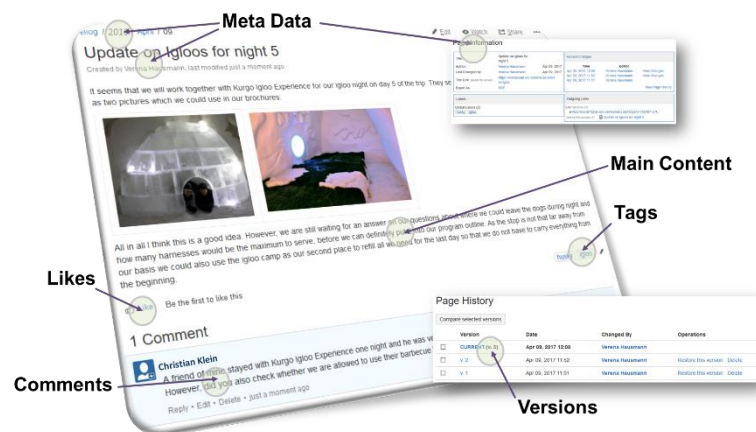 Meta Data
Blog / 2017 / April / 09
Edit Watch Share
Update on Igloos for night 5
Created by Verena Hausmann, last modified just a moment ago
It seems that we will work together with Kurgo Igloo Experience for our igloo night on day 5 of the trip. They se
as two pictures which we could use in our brochures:
Page Information
Main Content
Tags
All in all I think this is a good idea. However, we are still waiting for an answer on our questions about where we could leave the dogs during night and
how many harnesses would be the maximum to serve, before we can definitely put into our program outline. As the stop is not that far away from
our basis we could also use the igloo camp as our second place to refill all we need for the last day so that we do not have to carry everything from
the beginning.
igloo
Likes
Like Be the first to like this
1 Comment
Christian Klein
A friend of mine stayed with Kurgo Igloo Experience one night and he was v
However, did you also check whether we are allowed to use their barbecue
Reply • Edit • Delete • just a moment ago
Comments
Page History
Compare selected versions
Version Date Changed By Operations
CURRENT (v. 3) Apr 09, 2017 12:09 Verena Hausmann
v. 2 Apr 09, 2017 11:52 Verena Hausmann Restore this version Delete
v. 1 Apr 09, 2017 11:51 Verena Hausmann Restore this version Delete
Versions